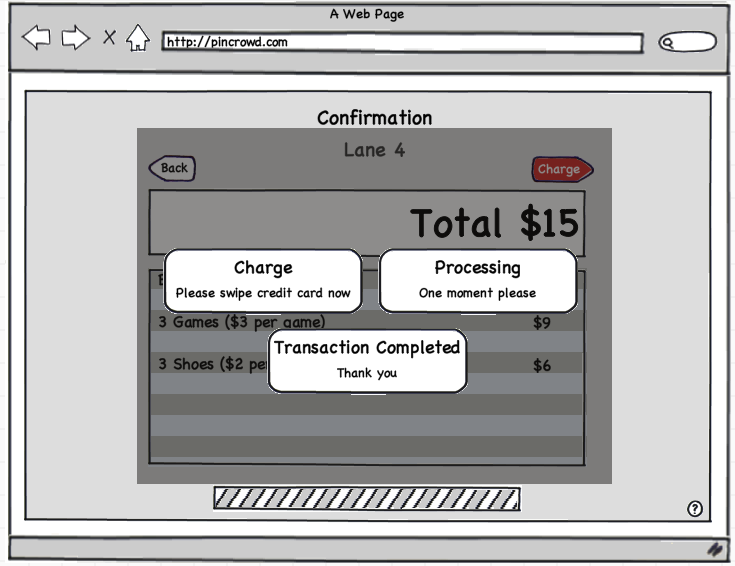 A Web Page
X
http://pincrowd.com
Confirmation
Lane 4
Back
Charge
Total $15
Charge
Please swipe credit card now
Processing
One moment please
3 Games ($3 per game) $9
Transaction Completed
Thank you
3 Shoes ($2 pe $6
?